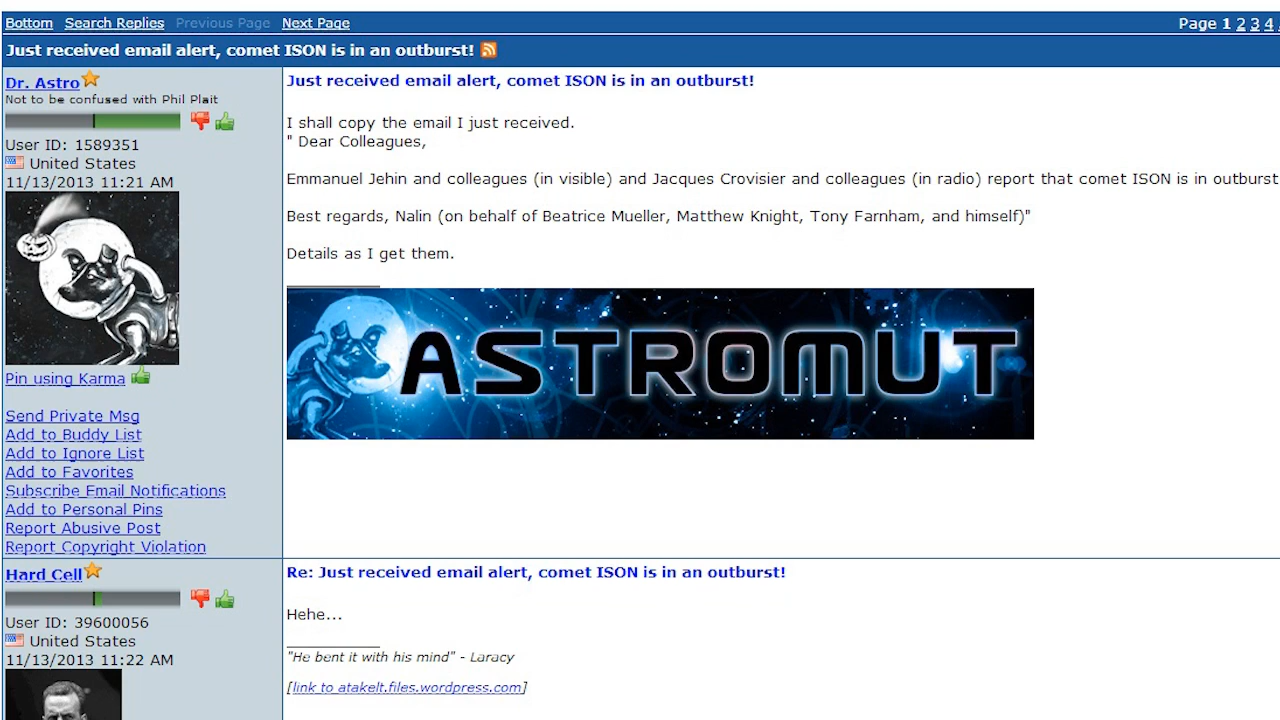 Bottom Search Replies Previous Page Next Page
Page 1 2 3 4
Just received email alert, comet ISON is in an outburst!
Dr. Astro
Not to be confused with Phil Plait
User ID: 1589351
United States
11/13/2013 11:21 AM
Pin using Karma
Send Private Msg
Add to Buddy List
Add to Ignore List
Add to Favorites
Subscribe Email Notifications
Add to Personal Pins
Report Abusive Post
Report Copyright Violation
Just received email alert, comet ISON is in an outburst!
I shall copy the email I just received.
" Dear Colleagues,
Emmanuel Jehin and colleagues (in visible) and Jacques Crovisier and colleagues (in radio) report that comet ISON is in outburst
Best regards, Nalin (on behalf of Beatrice Mueller, Matthew Knight, Tony Farnham, and himself)"
Details as I get them.
ASTROMUT
Hard Cell
User ID: 39600056
United States
11/13/2013 11:22 AM
Re: Just received email alert, comet ISON is in an outburst!
Hehe...
"He bent it with his mind" - Laracy
[link to atakelt.files.wordpress.com]